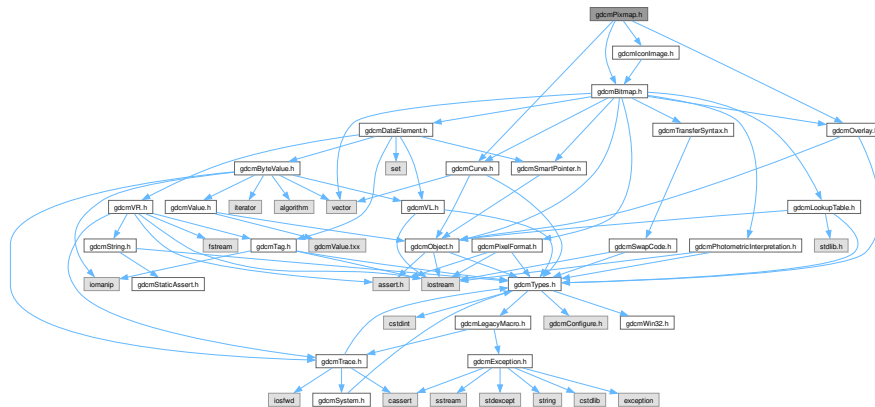 gdcmPixmap.h
gdcmIconImage.h
gdcmBitmap.h
gdcmDataElement.h
gdcmTransferSyntax.h
gdcmOverlay.h
gdcmByteValue.h
set
gdcmCurve.h
gdcmSmartPointer.h
gdcmVR.h
gdcmValue.h
iterator
algorithm
vector
gdcmVL.h
gdcmLookupTable.h
gdcmString.h
fstream
gdcmTag.h
gdcmValue.txx
gdcmObject.h
gdcmPixelFormat.h
gdcmSwapCode.h
gdcmPhotometricInterpretation.h
stdlib.h
iomanip
gdcmStaticAssert.h
assert.h
iostream
gdcmTypes.h
cstdint
gdcmLegacyMacro.h
gdcmConfigure.h
gdcmWin32.h
gdcmTrace.h
gdcmException.h
iosfwd
gdcmSystem.h
cassert
sstream
stdexcept
string
cstdlib
exception